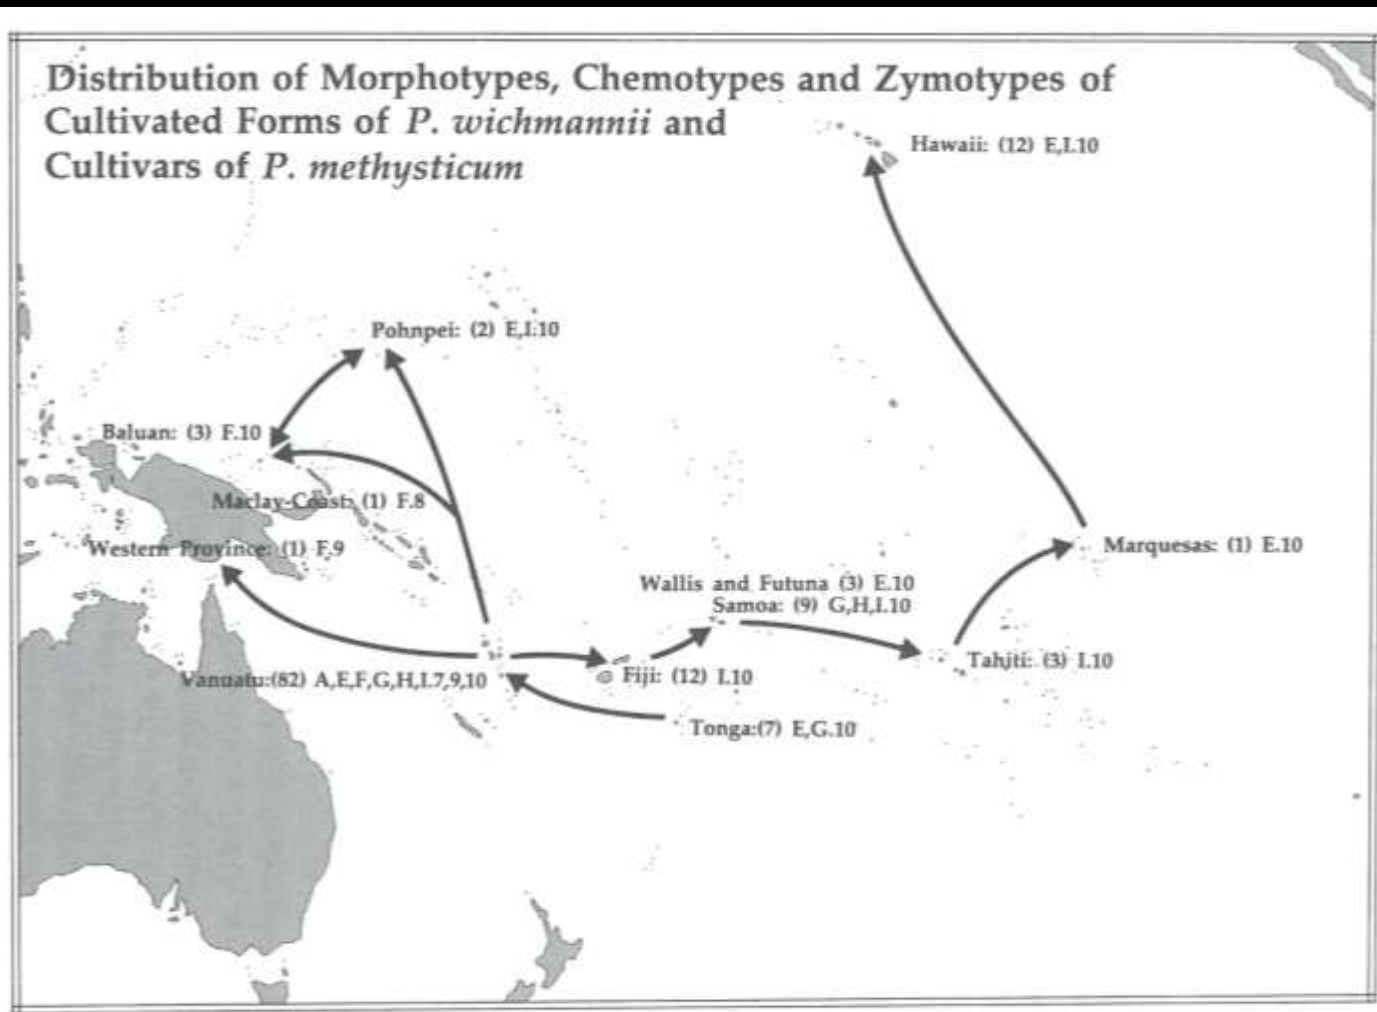 Distribution of Morphotypes, Chemotypes and Zymotypes of
Cultivated Forms of P. wichmannii and
Cultivars of P. methysticum
Hawaii: (12) E,I.10
Pohnpei: (2) E,I.10
Baluan: (3) F.10
Maclay-Coast: (1) F.8
Western Province: (1) F.9
Marquesas: (1) E.10
Wallis and Futuna (3) E.10
Samoa: (9) G,H,I.10
Tahiti: (3) I.10
Fiji: (12) I.10
Vanuatu:(82) A,E,F,G,H,I.7,9,10
Tonga:(7) E,G.10